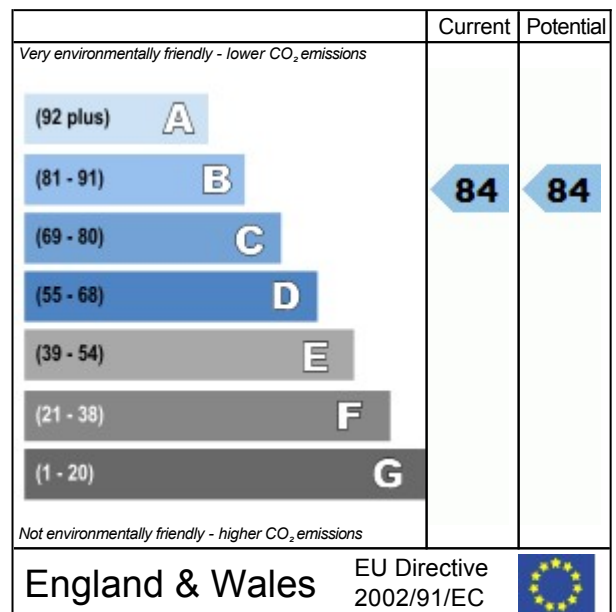 Current Potential
Very environmentally friendly - lower CO₂ emissions
(92 plus) A
(81 - 91) B
84 84
(69 - 80) C
(55 - 68) D
(39 - 54) E
(21 - 38) F
(1 - 20) G
Not environmentally friendly - higher CO₂ emissions
England & Wales
EU Directive
2002/91/EC